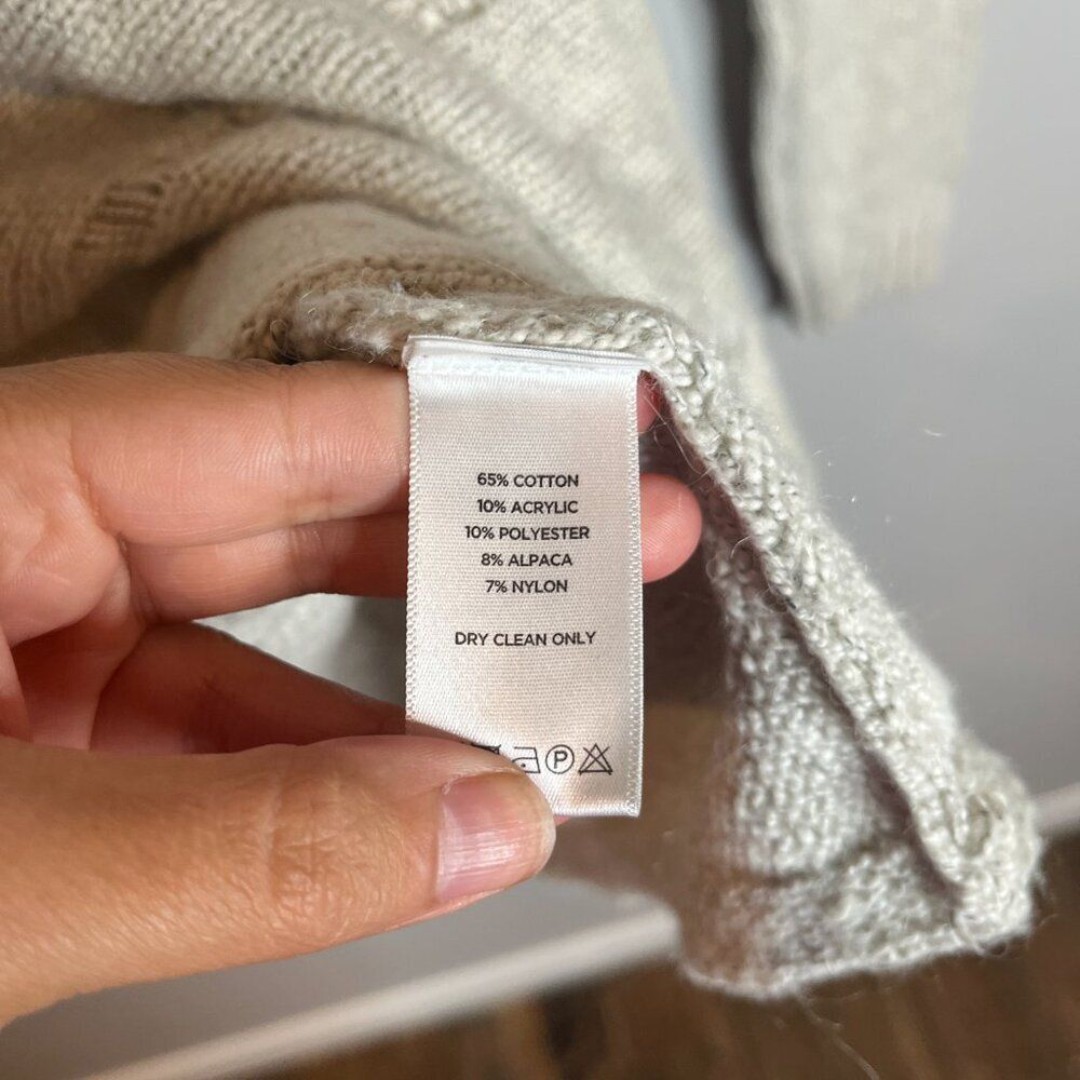 65% COTTON
10% ACRYLIC
10% POLYESTER
8% ALPACA
7% NYLON
DRY CLEAN ONLY
P